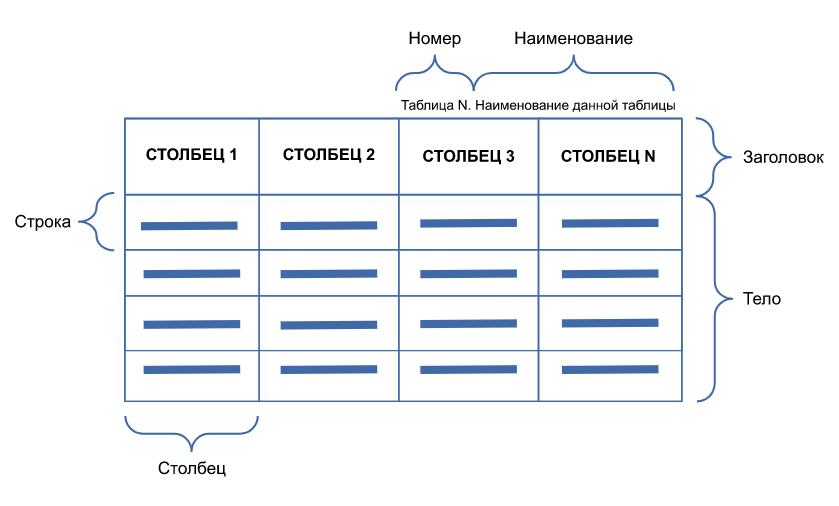 Номер Наименование
Таблица N. Наименование данной таблицы
СТОЛБЕЦ 1 СТОЛБЕЦ 2 СТОЛБЕЦ 3 СТОЛБЕЦ N
Заголовок
Строка
Тело
Столбец